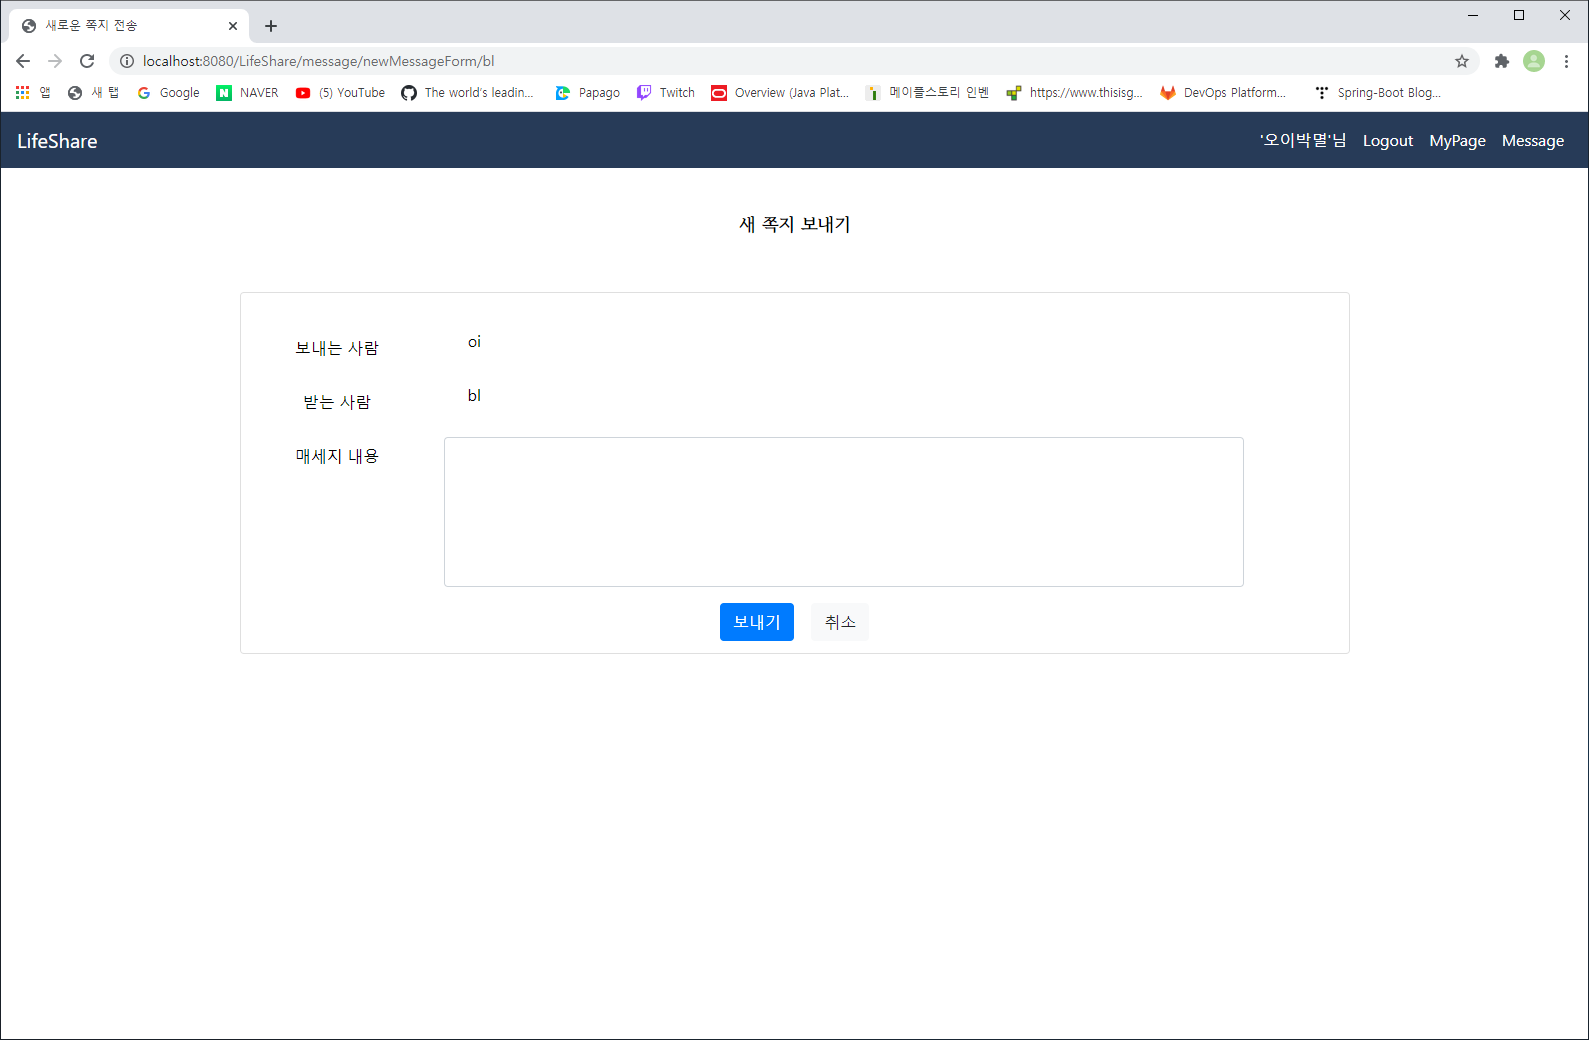 새로운 쪽지 전송
localhost:8080/LifeShare/message/newMessageForm/bl
앱 새 탭 Google NAVER (5) YouTube The world's leadin... Papago Twitch Overview (Java Plat... 메이플스토리 인벤 https://www.thisisg... DevOps Platform... Spring-Boot Blog...
LifeShare '오이박멸'님 Logout MyPage Message
새 쪽지 보내기
보내는 사람 oi
받는 사람 bl
매세지 내용
보내기 취소